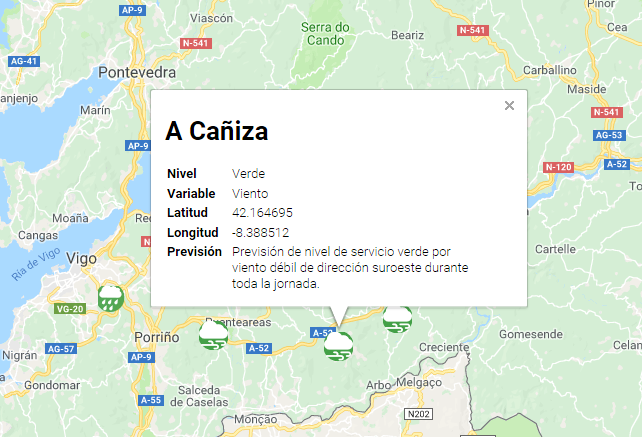 AP-9
Viascón
N-541
N-541
Serra do
Cando
Beariz
Piñor
Cea
AG-41
Pontevedra
Carballino
Maside
anjenjo
Marín
N-541
AG-53
AP-9
A Cañiza
A-52
N-120
Nivel Verde
Variable Viento
Latitud 42.164695
Longitud -8.388512
Previsión Previsión de nivel de servicio verde por
viento débil de dirección suroeste durante
toda la jornada.
Moaña
Cangas
Ría de Vigo
Vigo
Cartelle
VG-20
Ponteareas
A-52
Porriño
A-52
Gomesende
Celan
Nigrán
AG-57
AP-9
Creciente
Gondomar
Salceda
de Caselas
Arbo
Melgaço
A-55
N202
Monção